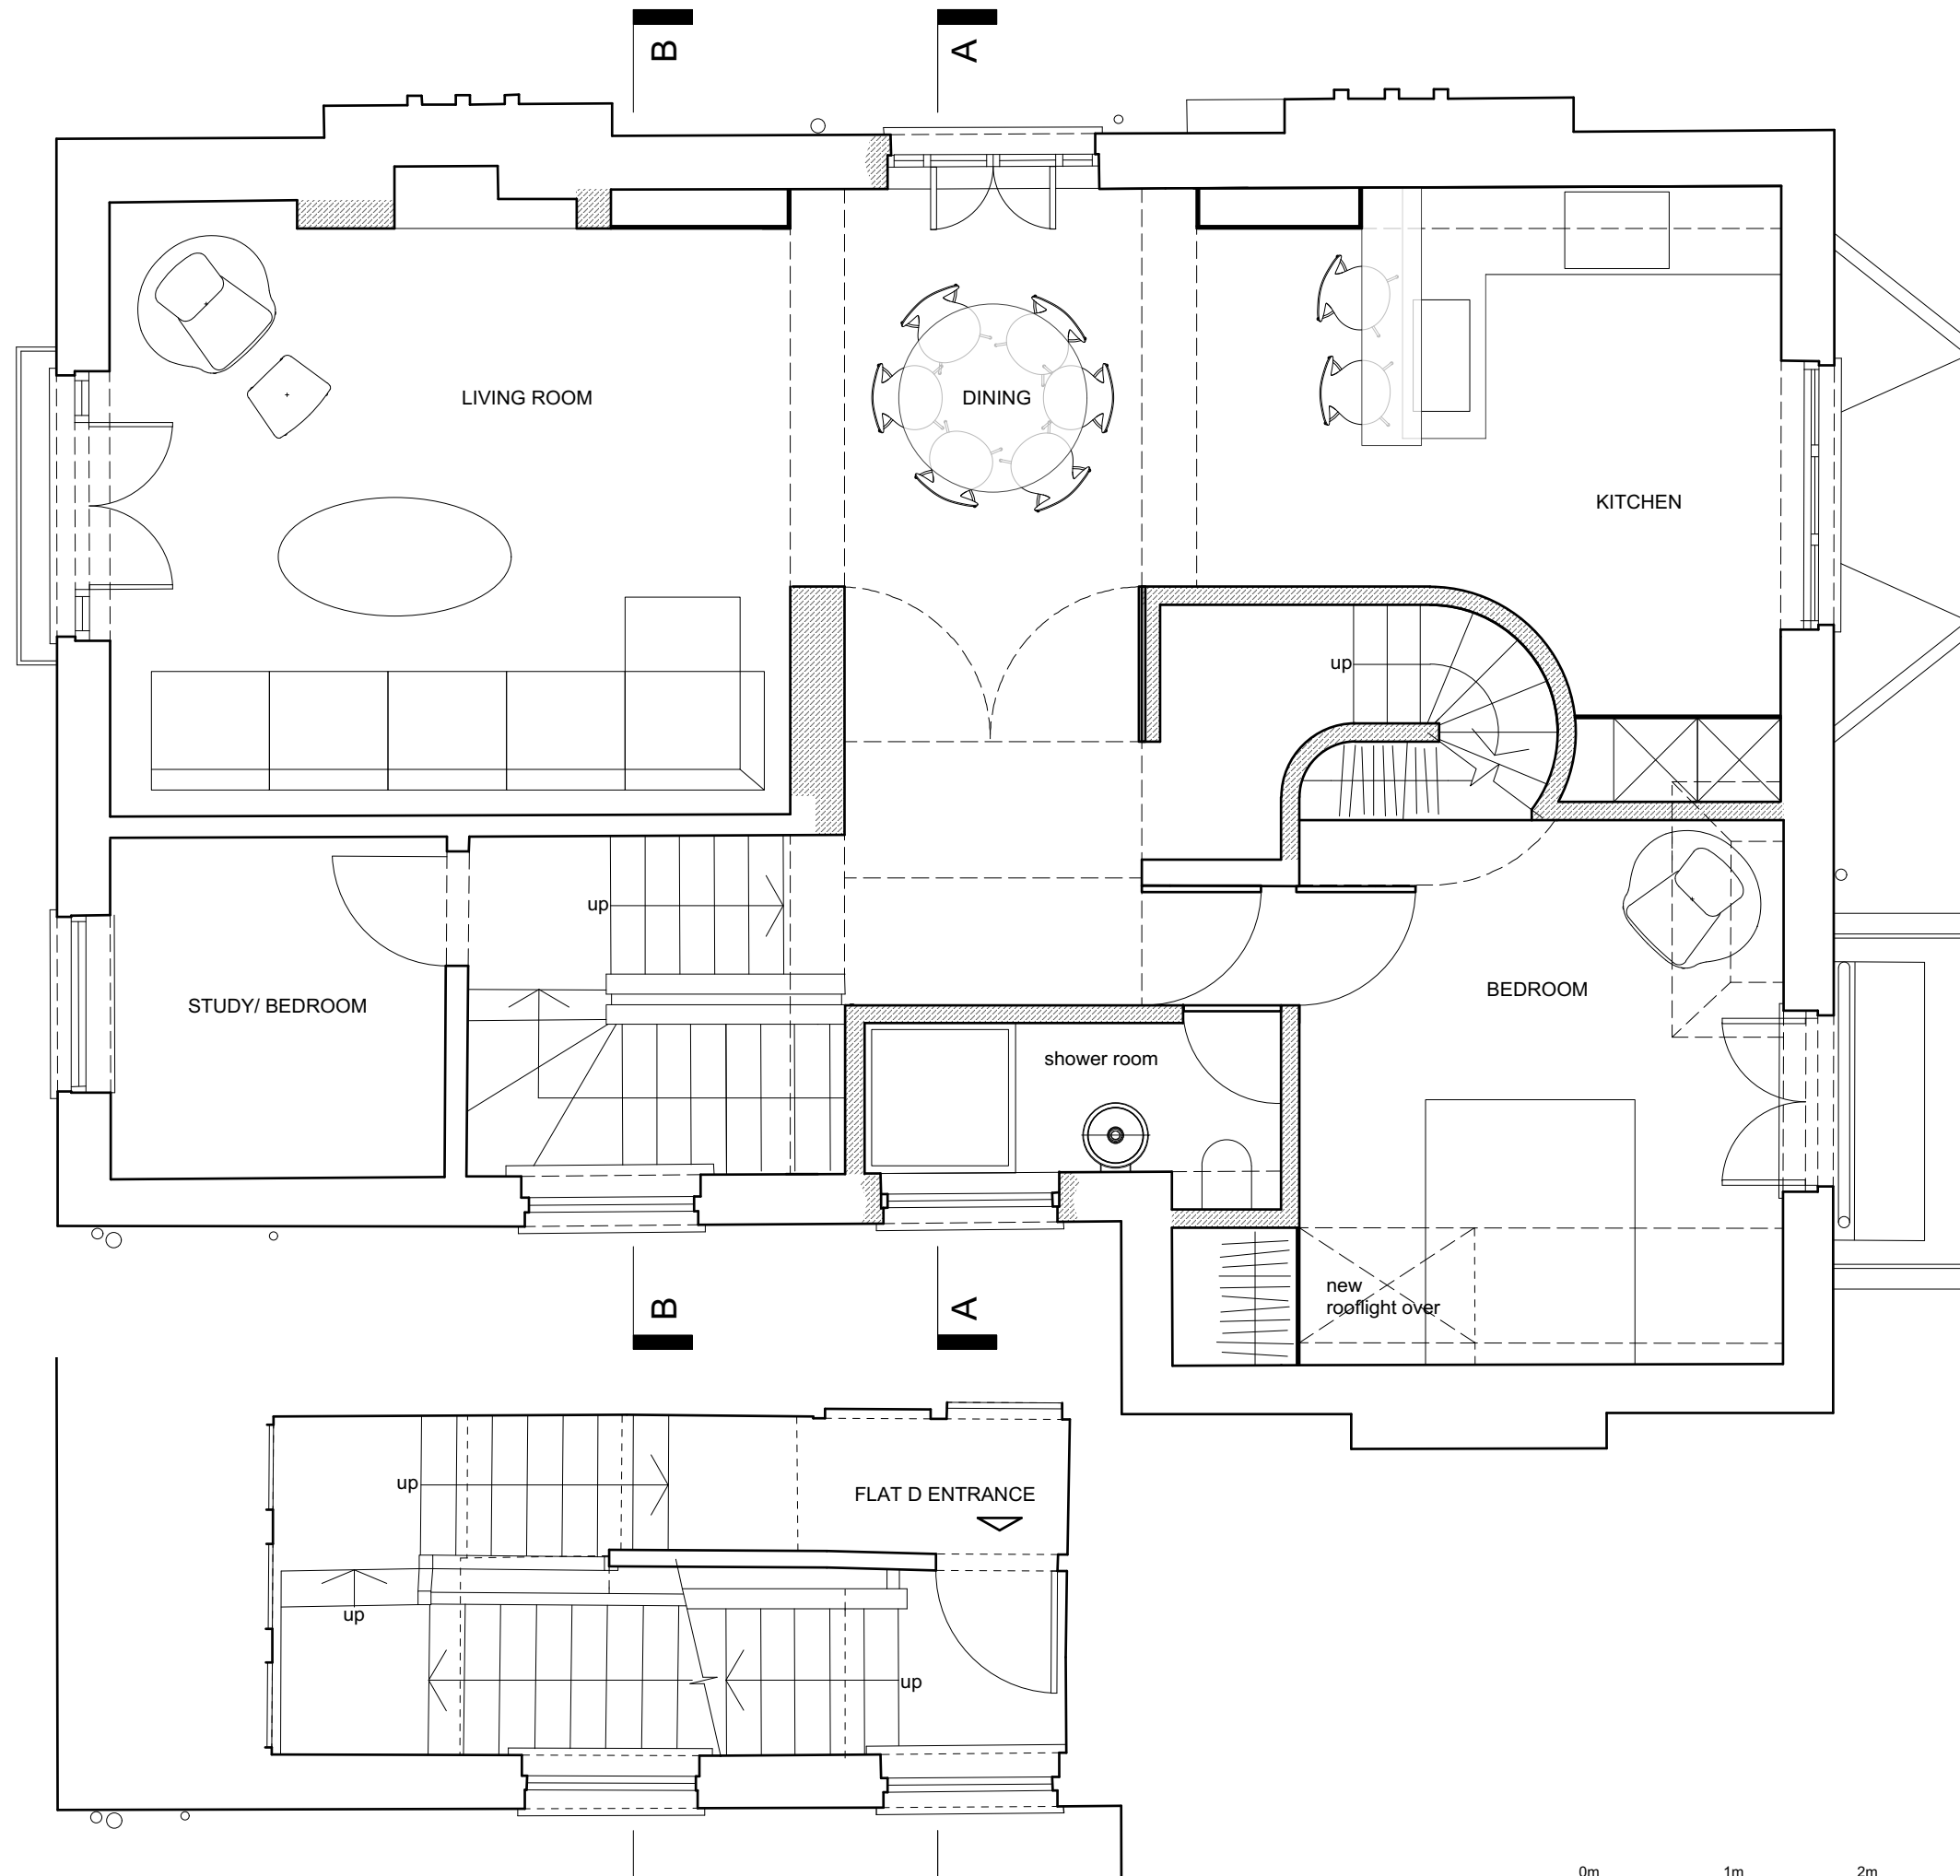 B
A
LIVING ROOM
DINING
KITCHEN
up
up
STUDY/ BEDROOM
BEDROOM
shower room
new
rooflight over
B
A
up
FLAT D ENTRANCE
up
up
0m 1m 2m